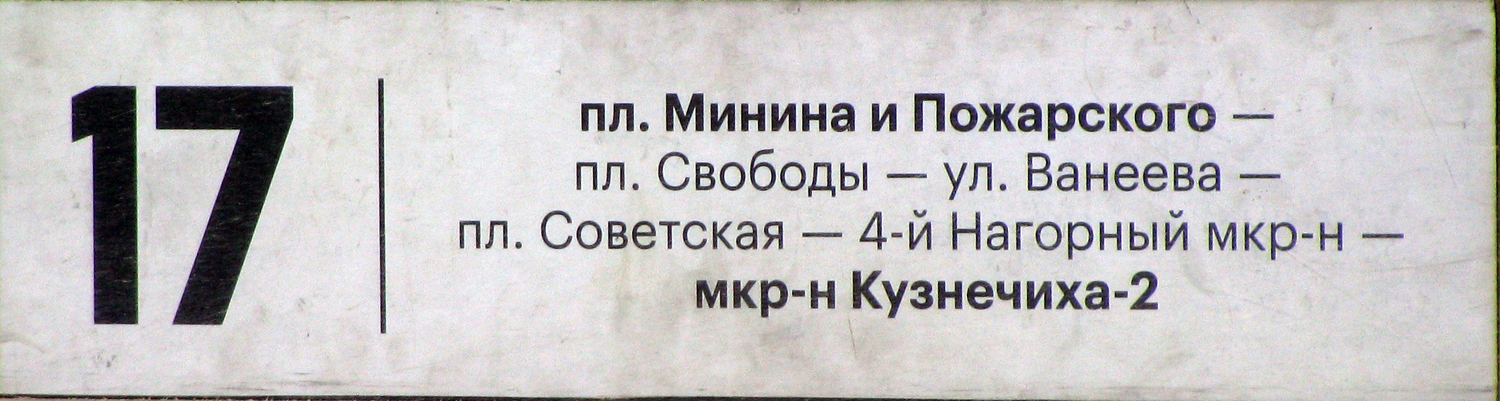 17
пл. Минина и Пожарского —
пл. Свободы — ул. Ванеева —
пл. Советская — 4-й Нагорный мкр-н —
мкр-н Кузнечиха-2